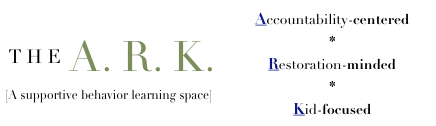 THE A. R. K.
[A supportive behavior learning space]
Accountability-centered
*
Restoration-minded
*
Kid-focused